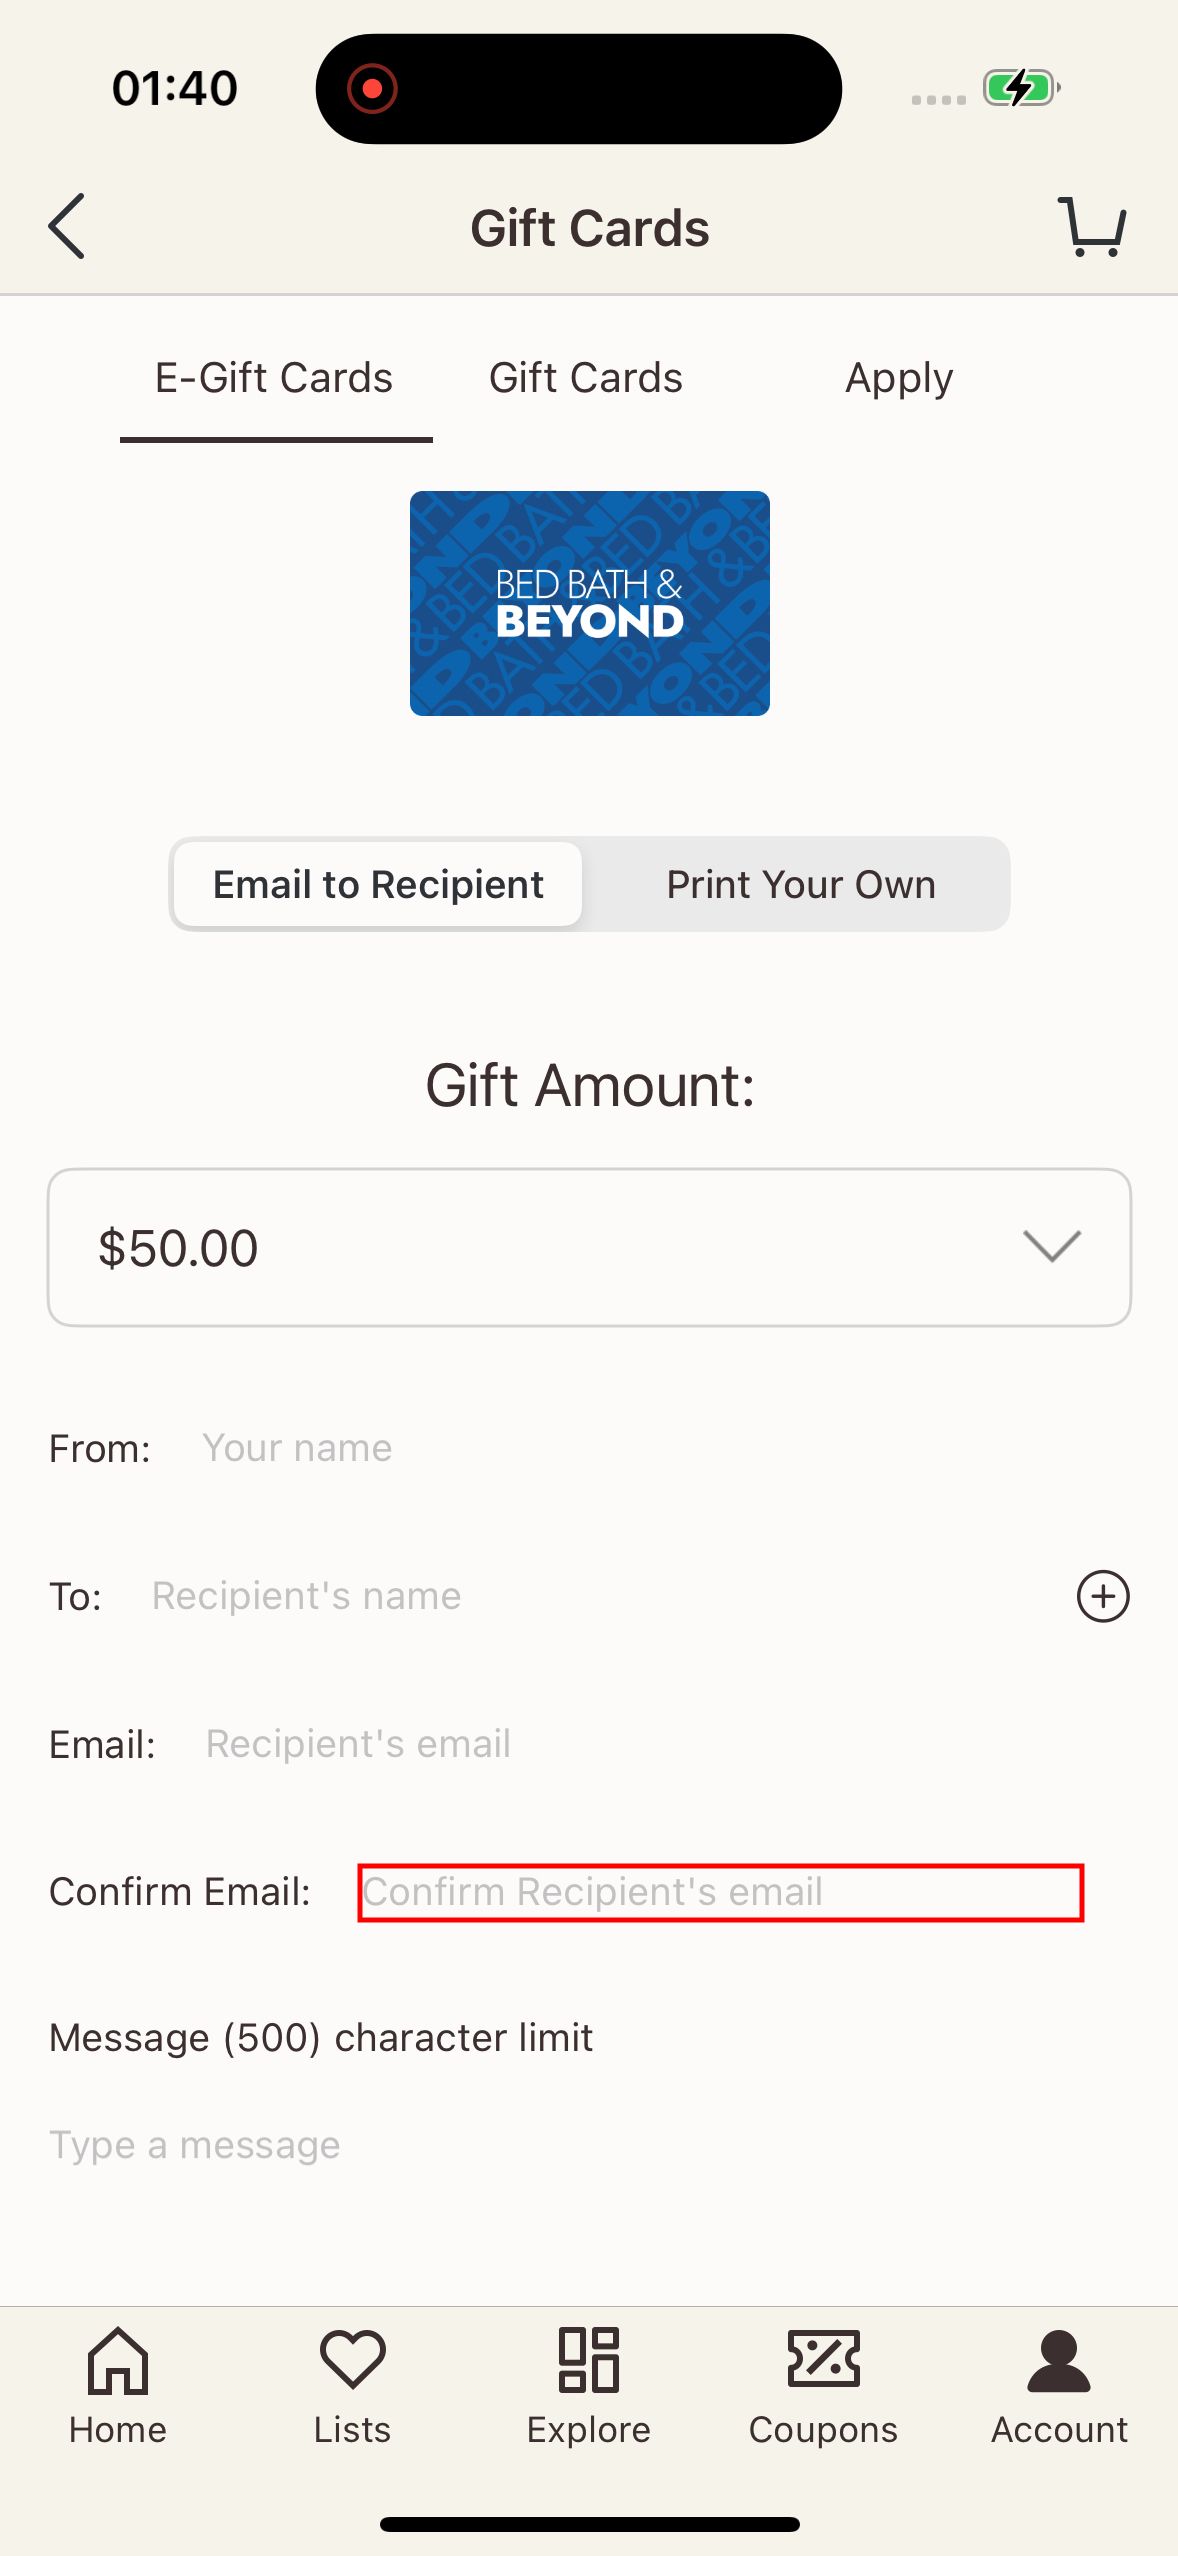 01:40
Gift Cards
E-Gift Cards
Gift Cards
Apply
BED BATH &
BEYOND
Email to Recipient
Print Your Own
Gift Amount:
$50.00
From:
Your name
To:
Recipient's name
Email:
Recipient's email
Confirm Email:
Confirm Recipient's email
Message (500) character limit
Type a message
Home
Lists
Explore
Coupons
Account